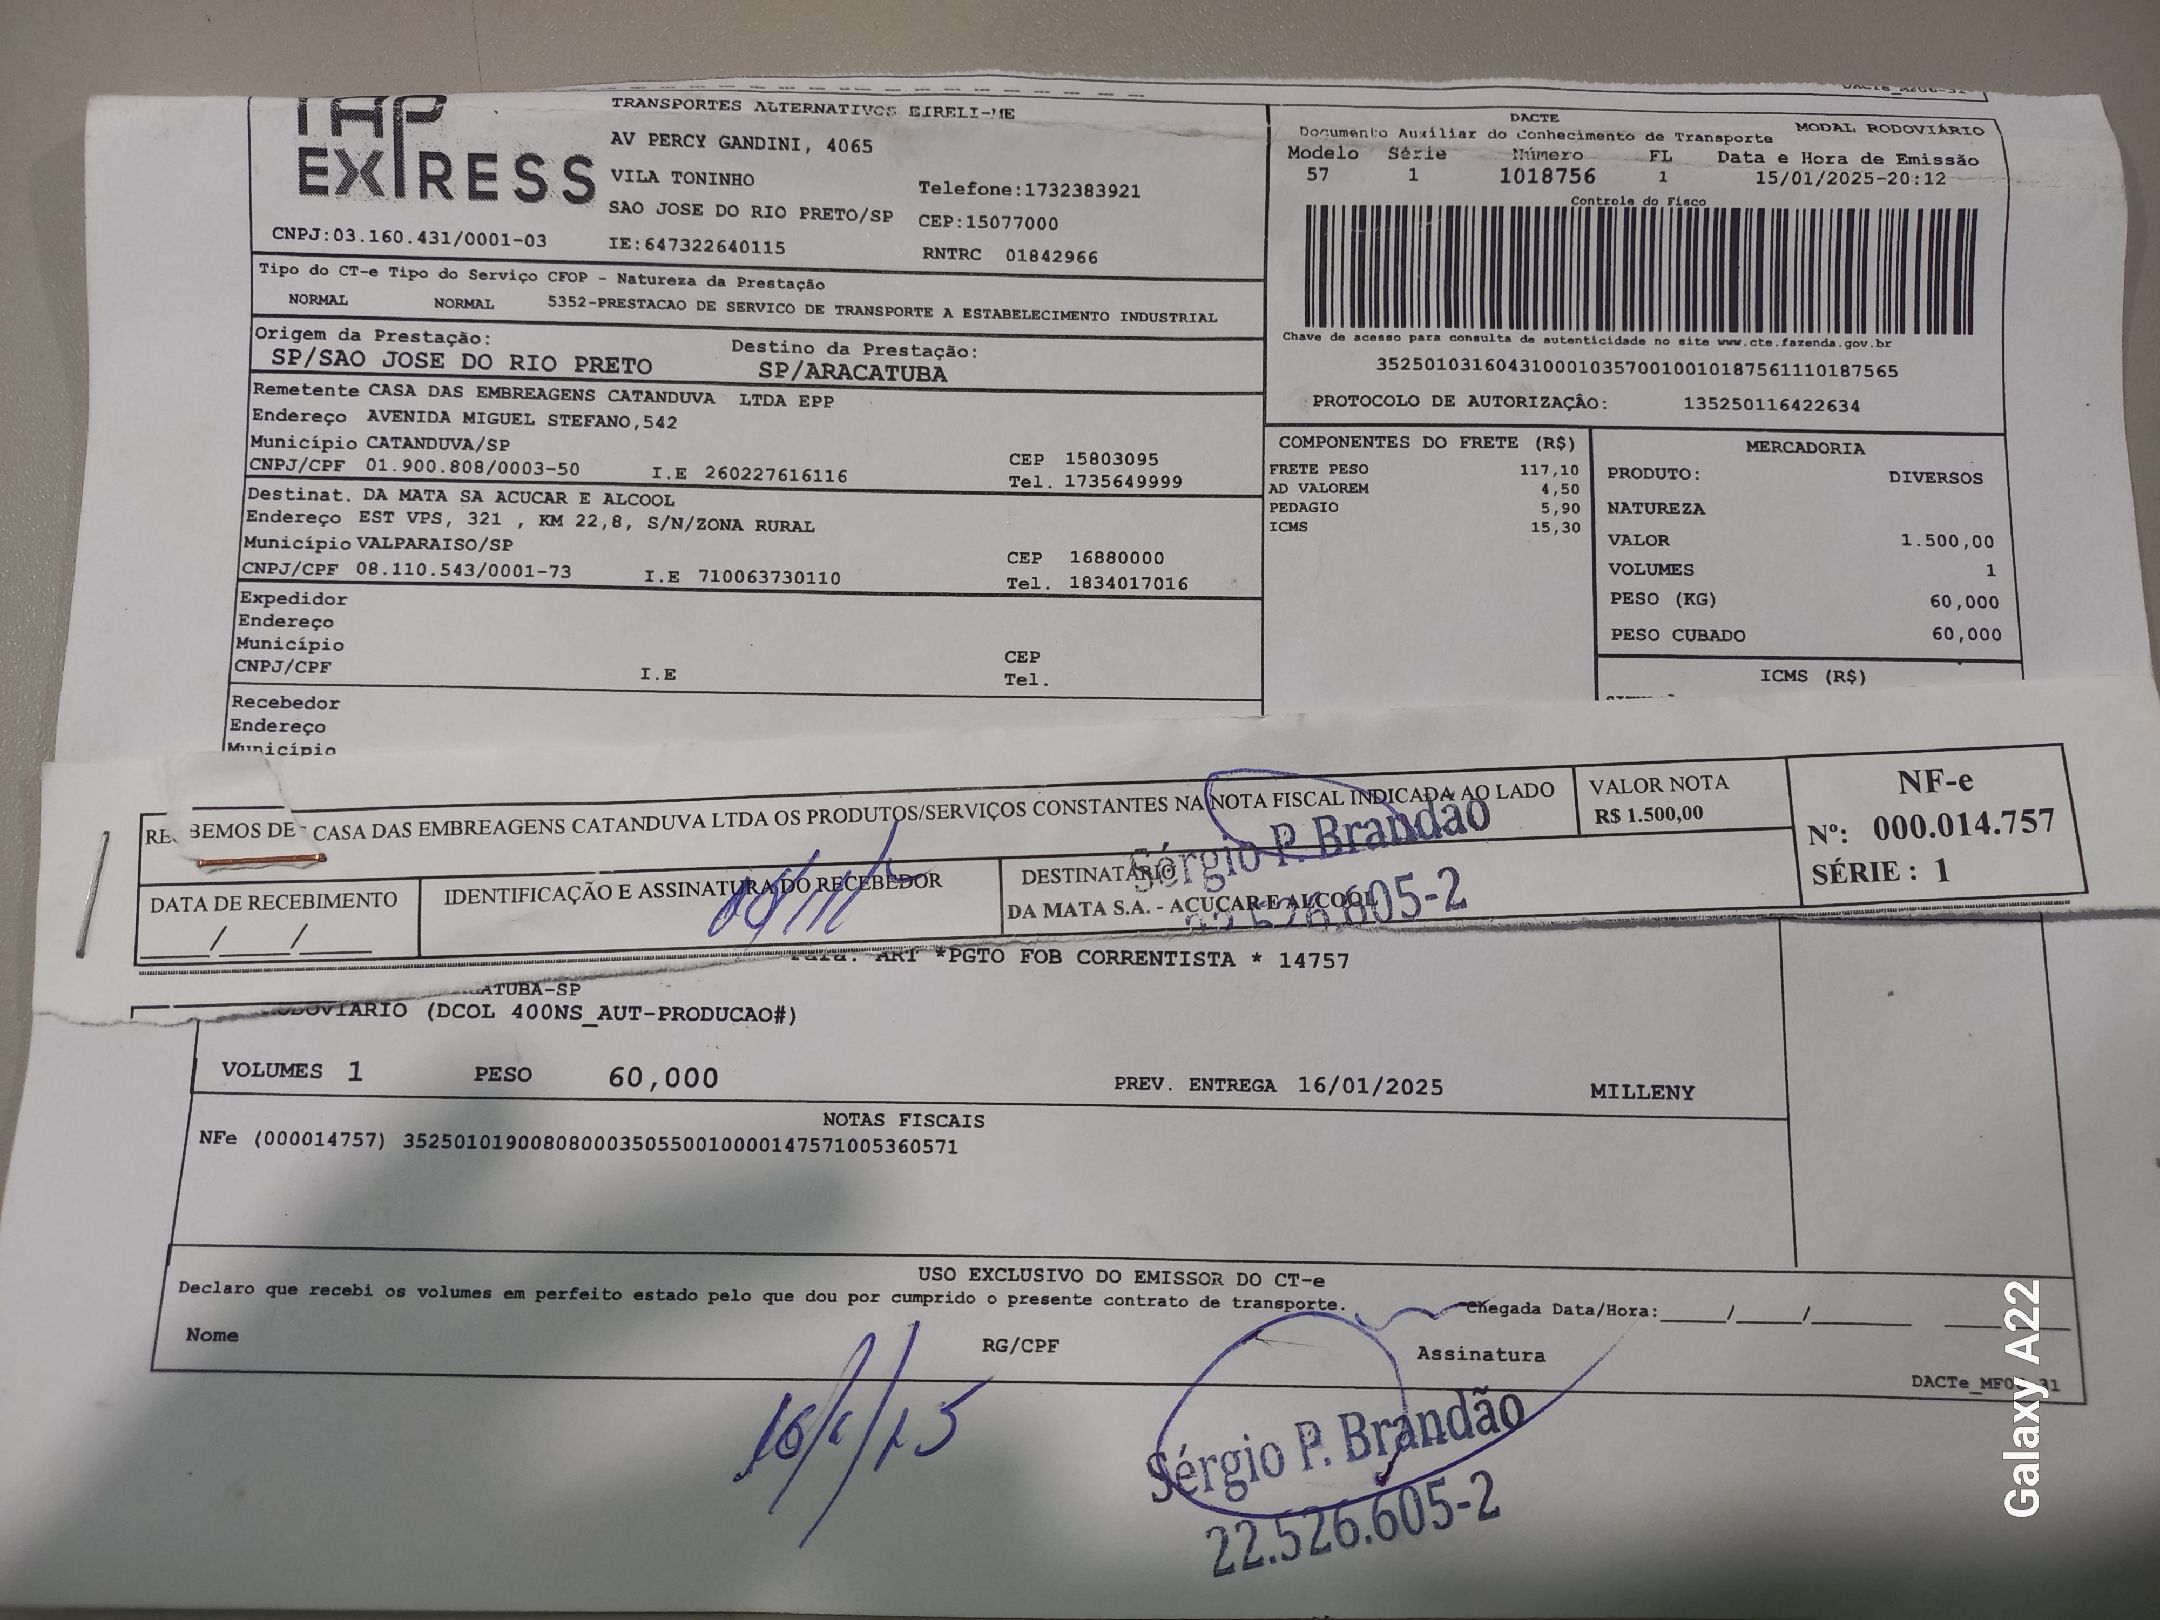 EXPRESS
TRANSPORTES ALTERNATIVOS EIRELI-ME
AV PERCY GANDINI, 4065
VILA TONINHO
Telefone:1732383921
SAO JOSE DO RIO PRETO/SP
CEP:15077000
CNPJ:03.160.431/0001-03
IE:647322640115
RNTRC 01842966
DACTE
Documento Auxiliar do Conhecimento de Transporte
MODAL RODOVIÁRIO
Modelo Série Número FL Data e Hora de Emissão
57 1 1018756 1 15/01/2025-20:12
Controle do Fisco
Chave de acesso para consulta de autenticidade no site www.cte.fazenda.gov.br
35250103160431000103570010010187561110187565
PROTOCOLO DE AUTORIZAÇÂO: 135250116422634
Tipo do CT-e Tipo do Serviço CFOP - Natureza da Prestação
NORMAL NORMAL 5352-PRESTACAO DE SERVICO DE TRANSPORTE A ESTABELECIMENTO INDUSTRIAL
Origem da Prestação: Destino da Prestação:
SP/SAO JOSE DO RIO PRETO SP/ARACATUBA
Remetente CASA DAS EMBREAGENS CATANDUVA LTDA EPP
Endereço AVENIDA MIGUEL STEFANO,542
Município CATANDUVA/SP CEP 15803095
CNPJ/CPF 01.900.808/0003-50 I.E 260227616116 Tel. 1735649999
Destinat. DA MATA SA ACUCAR E ALCOOL
Endereço EST VPS, 321 , KM 22,8, S/N/ZONA RURAL
Município VALPARAISO/SP CEP 16880000
CNPJ/CPF 08.110.543/0001-73 I.E 710063730110 Tel. 1834017016
Expedidor
Endereço
Município CEP
CNPJ/CPF I.E Tel.
Recebedor
Endereço
Município
COMPONENTES DO FRETE (R$)
FRETE PESO 117,10
AD VALOREM 4,50
PEDAGIO 5,90
ICMS 15,30
MERCADORIA
PRODUTO: DIVERSOS
NATUREZA
VALOR 1.500,00
VOLUMES 1
PESO (KG) 60,000
PESO CUBADO 60,000
ICMS (R$)
BEMOS DE CASA DAS EMBREAGENS CATANDUVA LTDA OS PRODUTOS/SERVIÇOS CONSTANTES NA NOTA FISCAL INDICADA AO LADO
VALOR NOTA
R$ 1.500,00
NF-e
Nº: 000.014.757
SÉRIE : 1
DATA DE RECEBIMENTO
___/___/___
IDENTIFICAÇÃO E ASSINATURA DO RECEBEDOR
DESTINATÁRIO
DA MATA S.A. - AÇUCAR E ALCOOL
Sérgio P. Brandão
22.526.605-2
ART *PGTO FOB CORRENTISTA * 14757
ATUBA-SP
(DCOL 400NS_AUT-PRODUCAO#)
VOLUMES 1 PESO 60,000 PREV. ENTREGA 16/01/2025 MILLENY
NOTAS FISCAIS
NFe (000014757) 35250101900808000350550010000147571005360571
USO EXCLUSIVO DO EMISSOR DO CT-e
Declaro que recebi os volumes em perfeito estado pelo que dou por cumprido o presente contrato de transporte.
Chegada Data/Hora:____/____/______ ______
Nome RG/CPF Assinatura
Sérgio P. Brandão
22.526.605-2
Galaxy A22